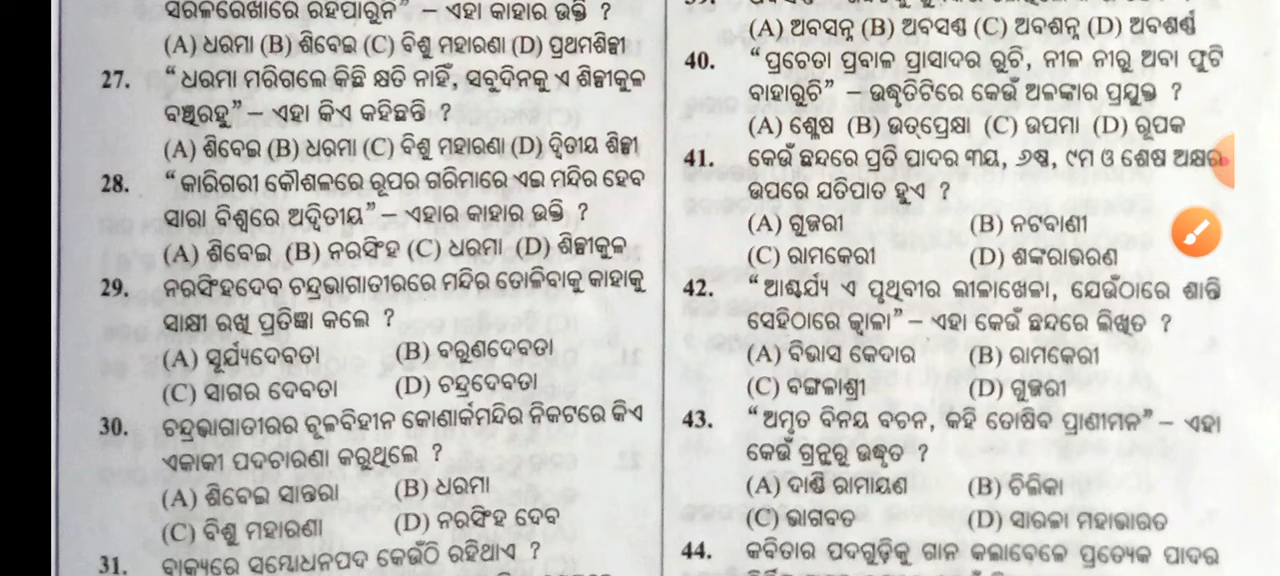 ସରଳରେଖାରେ ରହିପାରୁନି” – ଏହା କାହାର ଉକ୍ତି ?
(A) ଧରମା (B) ଶିବେଇ (C) ବିଶୁ ମହାରଣା (D) ପ୍ରଥମଶିଳ୍ପୀ
27. “ଧରମା ମରିଗଲେ କିଛି କ୍ଷତି ନାହିଁ, ସବୁଦିନକୁ ଏ ଶିଳ୍ପୀକୁଳ
ବଞ୍ଚିରହୁ” – ଏହା କିଏ କହିଛନ୍ତି ?
(A) ଶିବେଇ (B) ଧରମା (C) ବିଶୁ ମହାରଣା (D) ଦ୍ୱିତୀୟ ଶିଳ୍ପୀ
28. “କାରିଗରୀ କୌଶଳରେ ରୂପର ଗରିମାରେ ଏଇ ମନ୍ଦିର ହେବ
ସାରା ବିଶ୍ୱରେ ଅଦ୍ୱିତୀୟ” – ଏହାର କାହାର ଉକ୍ତି ?
(A) ଶିବେଇ (B) ନରସିଂହ (C) ଧରମା (D) ଶିଳ୍ପୀକୁଳ
29. ନରସିଂହଦେବ ଚନ୍ଦ୍ରଭାଗାତୀରରେ ମନ୍ଦିର ତୋଳିବାକୁ କାହାକୁ
ସାକ୍ଷୀ ରଖି ପ୍ରତିଜ୍ଞା କଲେ ?
(A) ସୂର୍ଯ୍ୟଦେବତା (B) ବରୁଣଦେବତା
(C) ସାଗର ଦେବତା (D) ଚନ୍ଦ୍ରଦେବତା
30. ଚନ୍ଦ୍ରଭାଗାତୀରର ଚୂଳବିହୀନ କୋଣାର୍କମନ୍ଦିର ନିକଟରେ କିଏ
ଏକାକୀ ପଦଚାରଣା କରୁଥିଲେ ?
(A) ଶିବେଇ ସାନ୍ତରା (B) ଧରମା
(C) ବିଶୁ ମହାରଣା (D) ନରସିଂହ ଦେବ
31. ବାକ୍ୟରେ ସମ୍ବୋଧନପଦ କେଉଁଠି ରହିଥାଏ ?
(A) ଅବସନ୍ନ (B) ଅବସଣ୍ଣ (C) ଅବଶନ୍ନ (D) ଅବଶର୍ଣ୍ଣ
40. “ପ୍ରଚେତା ପ୍ରବାଳ ପ୍ରାସାଦର ରୁଚି, ନୀଳ ନୀରୁ ଅବା ଫୁଟି
ବାହାରୁଚି” – ଉଦ୍ଧୃତିଟିରେ କେଉଁ ଅଳଙ୍କାର ପ୍ରଯୁକ୍ତ ?
(A) ଶ୍ଳେଷ (B) ଉତ୍‌ପ୍ରେକ୍ଷା (C) ଉପମା (D) ରୂପକ
41. କେଉଁ ଛନ୍ଦରେ ପ୍ରତି ପାଦର ୩ୟ, ୬ଷ୍ଠ, ୯ମ ଓ ଶେଷ ଅକ୍ଷର
ଉପରେ ଯତିପାତ ହୁଏ ?
(A) ଗୁଜ୍ଜରୀ (B) ନଟବାଣୀ
(C) ରାମକେରୀ (D) ଶଙ୍କରାଭରଣ
42. “ଆଶ୍ଚର୍ଯ୍ୟ ଏ ପୃଥିବୀର ଲୀଳାଖେଳା, ଯେଉଁଠାରେ ଶାନ୍ତି
ସେହିଠାରେ ଜ୍ୱାଳା” – ଏହା କେଉଁ ଛନ୍ଦରେ ଲିଖିତ ?
(A) ବିଭାସ କେଦାର (B) ରାମକେରୀ
(C) ବଙ୍ଗଳାଶ୍ରୀ (D) ଗୁଜ୍ଜରୀ
43. “ଅମୃତ ବିନୟ ବଚନ, କହି ତୋଷିବ ପ୍ରାଣୀମନ” – ଏହା
କେଉଁ ଗ୍ରନ୍ଥରୁ ଉଦ୍ଧୃତ ?
(A) ଦାଣ୍ଡି ରାମାୟଣ (B) ଚିଲିକା
(C) ଭାଗବତ (D) ସାରଳା ମହାଭାରତ
44. କବିତାର ପଦଗୁଡ଼ିକୁ ଗାନ କଲାବେଳେ ପ୍ରତ୍ୟେକ ପାଦର